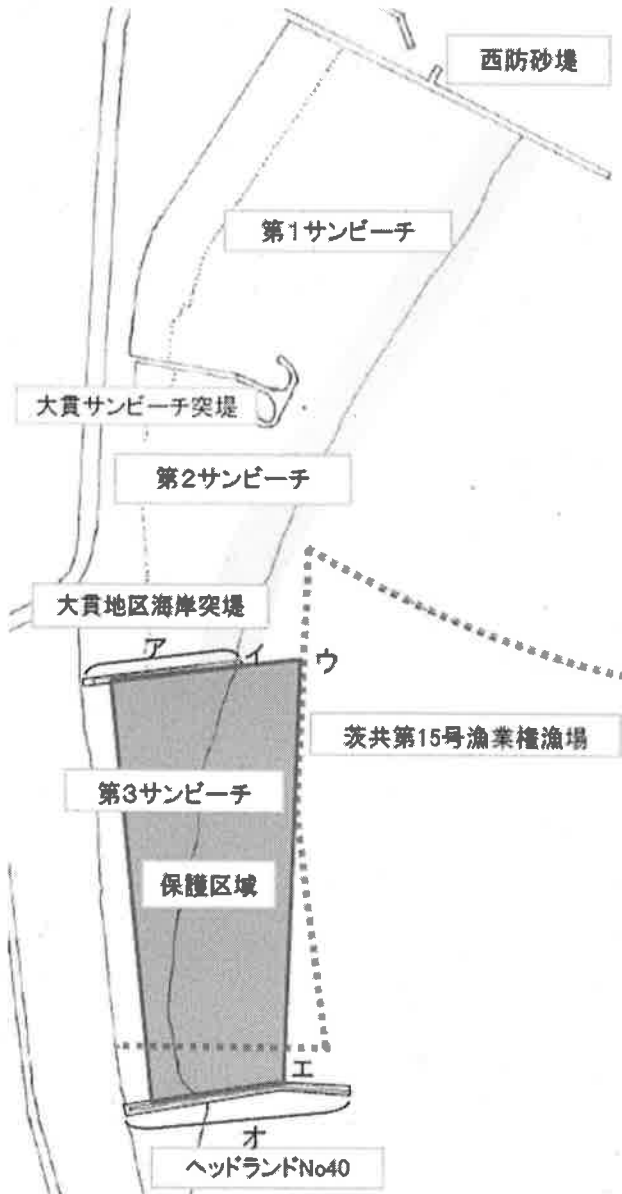 西防砂堤
第1サンビーチ
大貫サンビーチ突堤
第2サンビーチ
大貫地区海岸突堤
ア
イ
ウ
茨共第15号漁業権漁場
第3サンビーチ
保護区域
エ
オ
ヘッドランドNo40